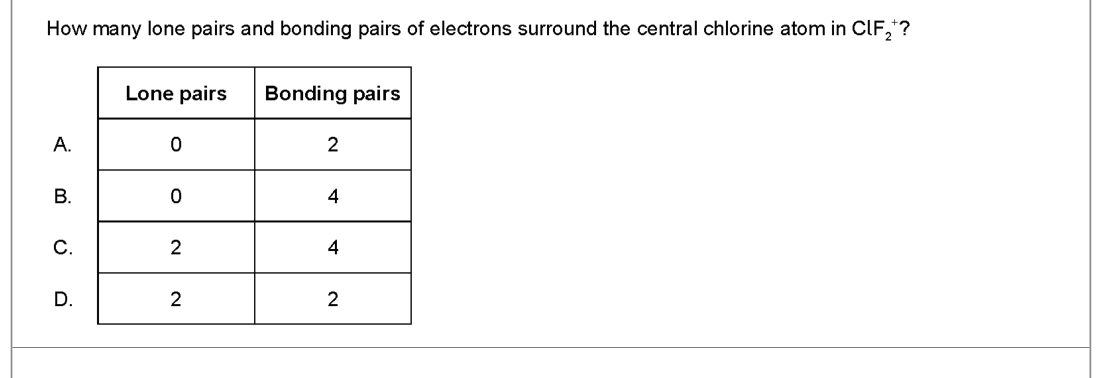 How many lone pairs and bonding pairs of electrons surround the central chlorine atom in ClF₂⁺?
Lone pairs Bonding pairs
A. 0 2
B. 0 4
C. 2 4
D. 2 2